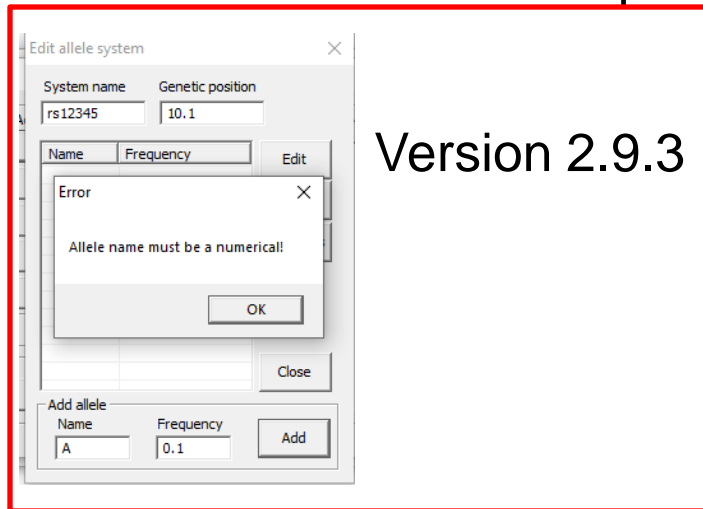 Edit allele system
System name Genetic position
rs12345 10.1
Version 2.9.3
Name Frequency Edit
Error
Allele name must be a numerical!
OK
Close
Add allele
Name Frequency
A 0.1 Add